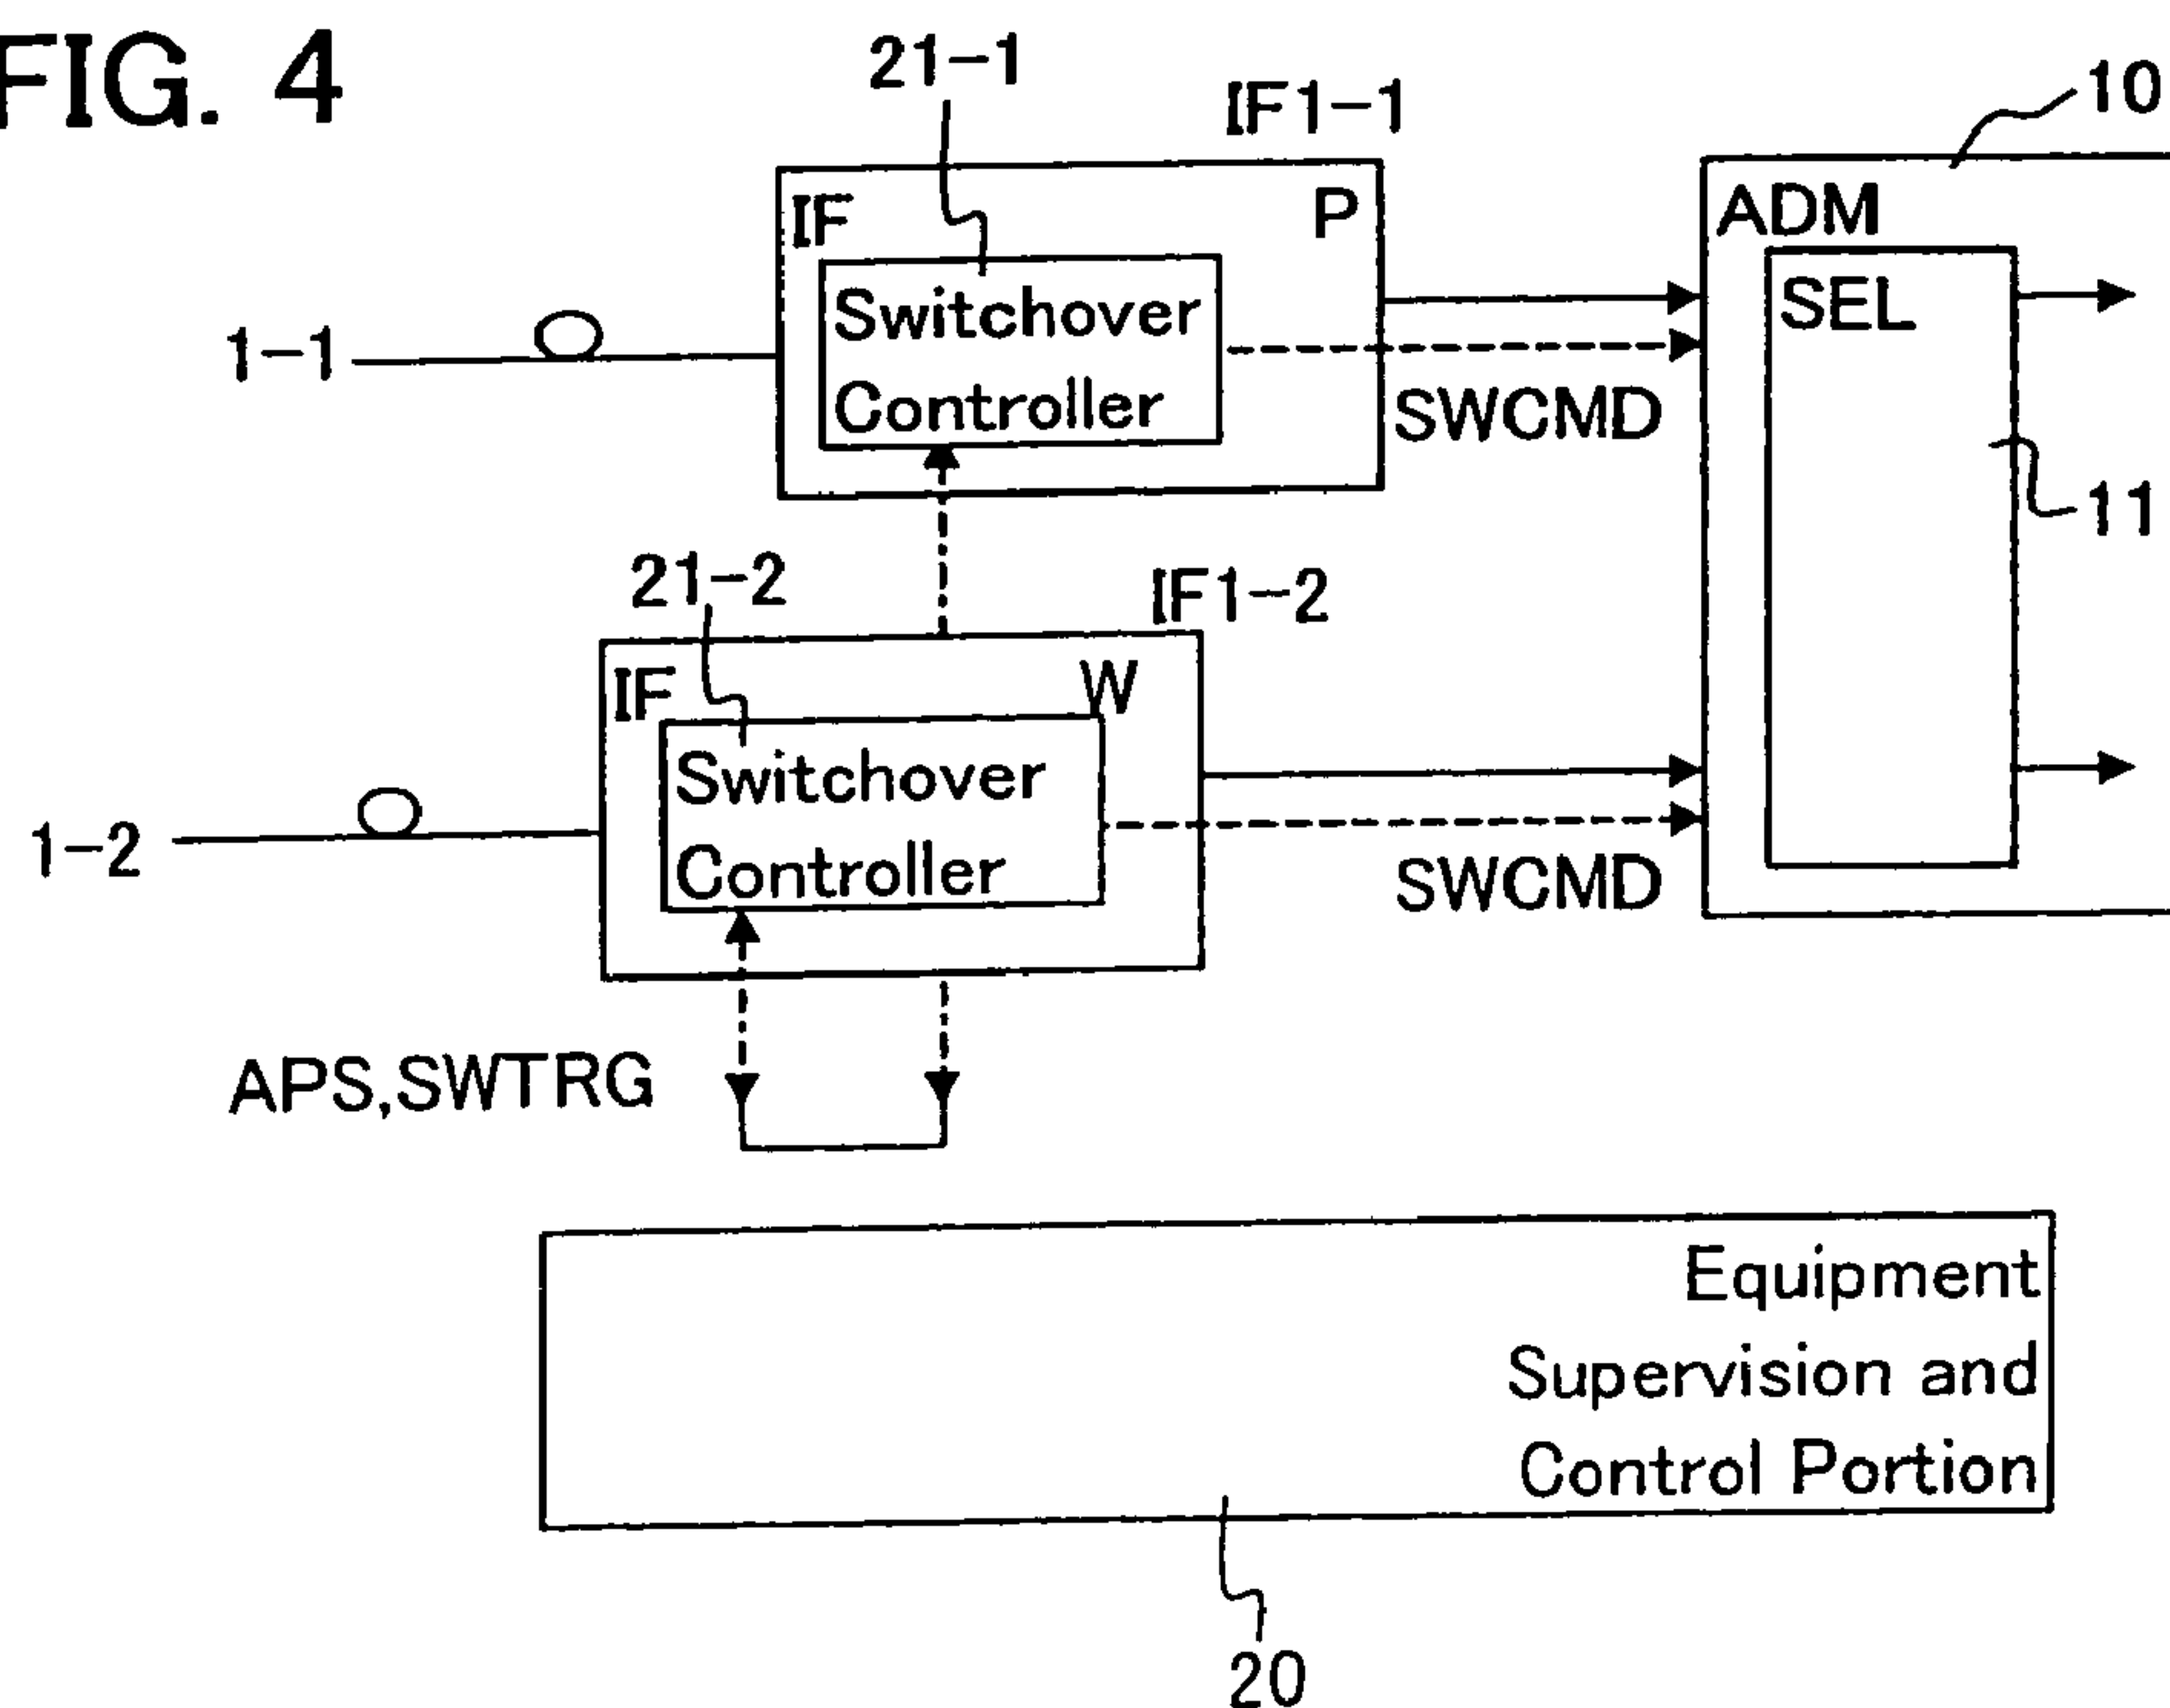 FIG. 4
21-1
IF1-1
10
IF
P
ADM
Switchover
Controller
SEL
1-1
SWCMD
11
21-2
IF1-2
IF
W
Switchover
Controller
1-2
SWCMD
APS,SWTRG
Equipment
Supervision and
Control Portion
20